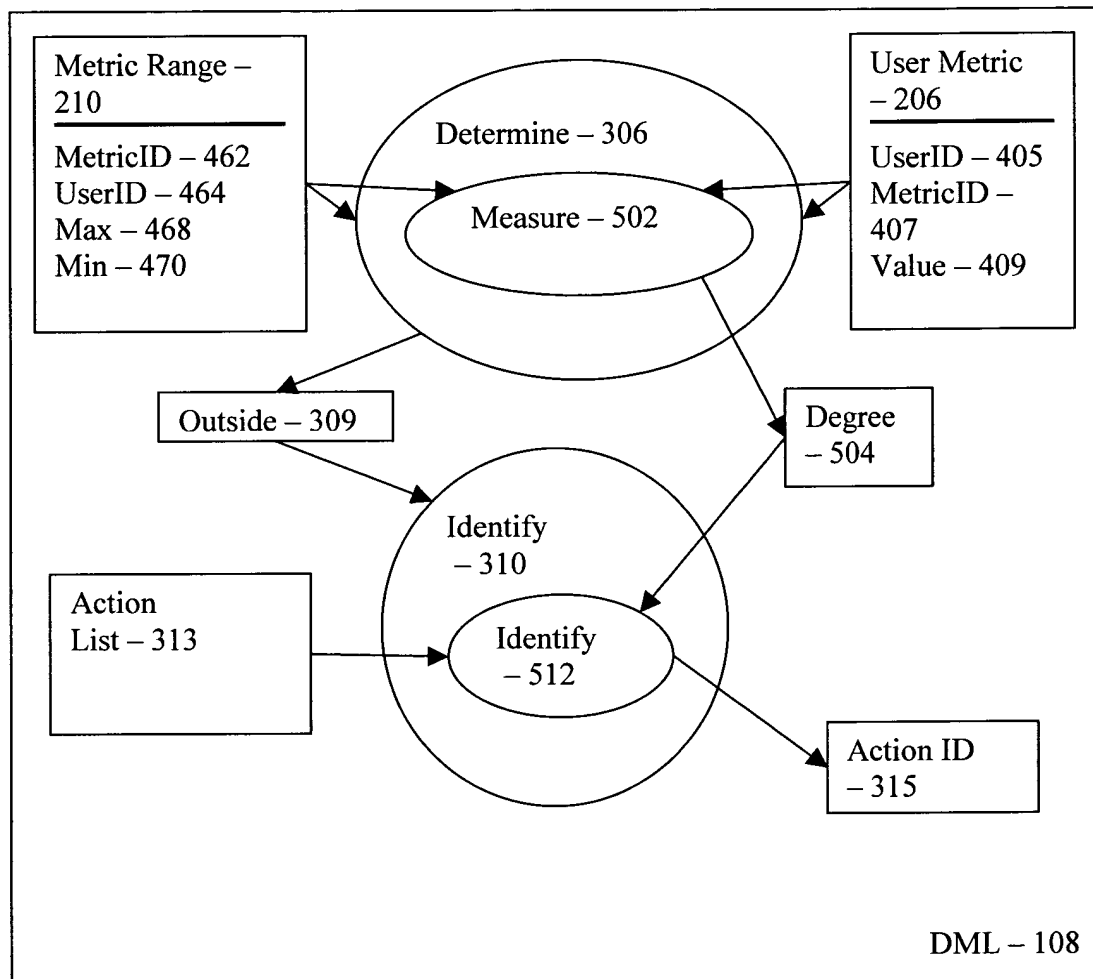 Metric Range –
210
MetricID – 462
UserID – 464
Max – 468
Min – 470
Determine – 306
Measure – 502
User Metric
– 206
UserID – 405
MetricID –
407
Value – 409
Outside – 309
Degree
– 504
Identify
– 310
Action
List – 313
Identify
– 512
Action ID
– 315
DML – 108